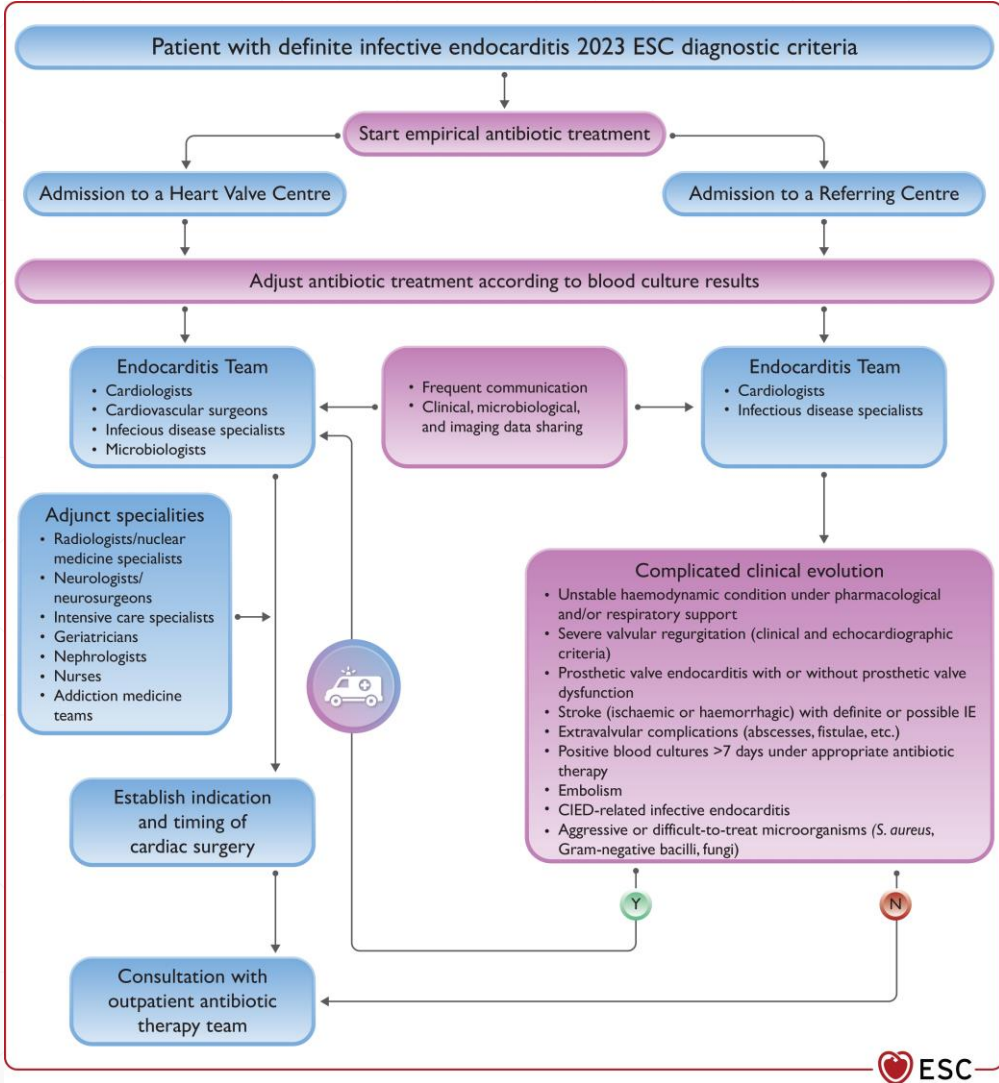 Patient with definite infective endocarditis 2023 ESC diagnostic criteria
Start empirical antibiotic treatment
Admission to a Heart Valve Centre
Admission to a Referring Centre
Adjust antibiotic treatment according to blood culture results
Endocarditis Team
• Cardiologists
• Cardiovascular surgeons
• Infecious disease specialists
• Microbiologists
• Frequent communication
• Clinical, microbiological,
and imaging data sharing
Endocarditis Team
• Cardiologists
• Infectious disease specialists
Adjunct specialities
• Radiologists/nuclear
medicine specialists
• Neurologists/
neurosurgeons
• Intensive care specialists
• Geriatricians
• Nephrologists
• Nurses
• Addiction medicine
teams
Complicated clinical evolution
• Unstable haemodynamic condition under pharmacological
and/or respiratory support
• Severe valvular regurgitation (clinical and echocardiographic
criteria)
• Prosthetic valve endocarditis with or without prosthetic valve
dysfunction
• Stroke (ischaemic or haemorrhagic) with definite or possible IE
• Extravalvular complications (abscesses, fistulae, etc.)
• Positive blood cultures >7 days under appropriate antibiotic
therapy
• Embolism
• CIED-related infective endocarditis
• Aggressive or difficult-to-treat microorganisms (S. aureus,
Gram-negative bacilli, fungi)
Establish indication
and timing of
cardiac surgery
Y
N
Consultation with
outpatient antibiotic
therapy team
ESC